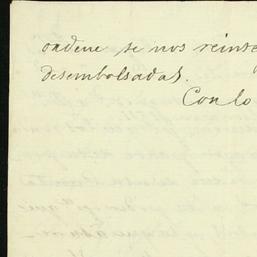 ordene se nos reinte
desembolsadas.
Con lo